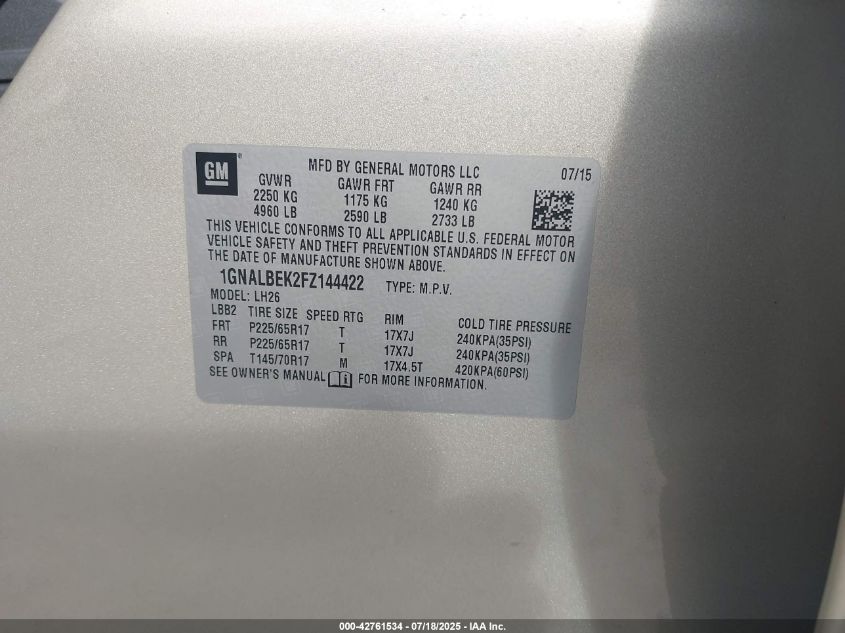 GM
MFD BY GENERAL MOTORS LLC 07/15
GVWR GAWR FRT GAWR RR
2250 KG 1175 KG 1240 KG
4960 LB 2590 LB 2733 LB
THIS VEHICLE CONFORMS TO ALL APPLICABLE U.S. FEDERAL MOTOR
VEHICLE SAFETY AND THEFT PREVENTION STANDARDS IN EFFECT ON
THE DATE OF MANUFACTURE SHOWN ABOVE.
1GNALBEK2FZ144422 TYPE: M.P.V.
MODEL: LH26
LBB2 TIRE SIZE SPEED RTG RIM COLD TIRE PRESSURE
FRT P225/65R17 T 17X7J 240KPA(35PSI)
RR P225/65R17 T 17X7J 240KPA(35PSI)
SPA T145/70R17 M 17X4.5T 420KPA(60PSI)
SEE OWNER'S MANUAL FOR MORE INFORMATION.
000-42761534 - 07/18/2025 - IAA Inc.